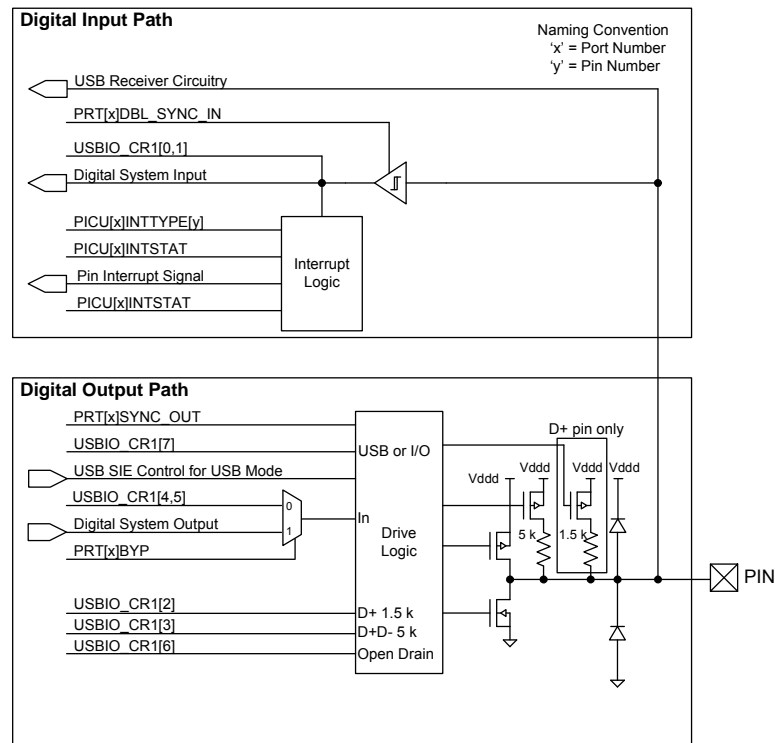 Digital Input Path
Naming Convention
'x' = Port Number
'y' = Pin Number
USB Receiver Circuitry
PRT[x]DBL_SYNC_IN
USBIO_CR1[0,1]
Digital System Input
PICU[x]INTTYPE[y]
PICU[x]INTSTAT
Pin Interrupt Signal
PICU[x]INTSTAT
Interrupt
Logic
Digital Output Path
PRT[x]SYNC_OUT
USBIO_CR1[7]
USB SIE Control for USB Mode
USBIO_CR1[4,5]
Digital System Output
PRT[x]BYP
0
1
USBIO_CR1[2]
USBIO_CR1[3]
USBIO_CR1[6]
USB or I/O
In
Drive
Logic
D+ 1.5 k
D+D- 5 k
Open Drain
D+ pin only
Vddd
Vddd
Vddd
Vddd
5 k
1.5 k
PIN